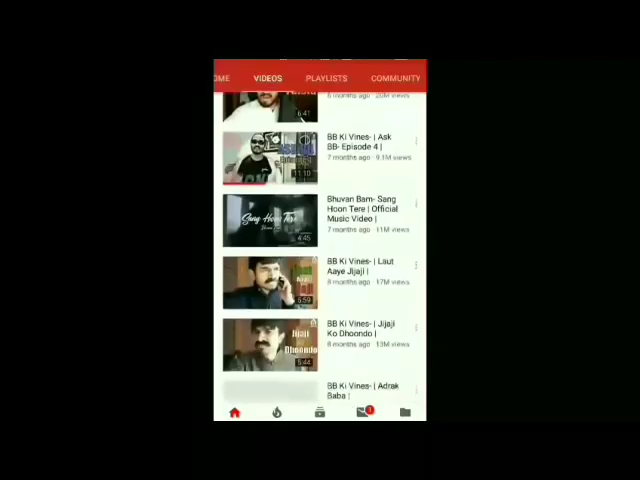 OME VIDEOS PLAYLISTS COMMUNITY
6:41
6 months ago · 20M views
BB Ki Vines- | Ask
BB- Episode 4 |
7 months ago · 9.1M views
11:10
Bhuvan Bam- Sang
Hoon Tere | Official
Music Video |
7 months ago · 11M views
Sang Hoon Tere
4:45
BB Ki Vines- | Laut
Aaye Jijaji |
8 months ago · 17M views
5:59
BB Ki Vines- | Jijaji
Ko Dhoondo |
8 months ago · 13M views
Jijaji
Ko
Dhoondo
5:44
BB Ki Vines- | Adrak
Baba |
1